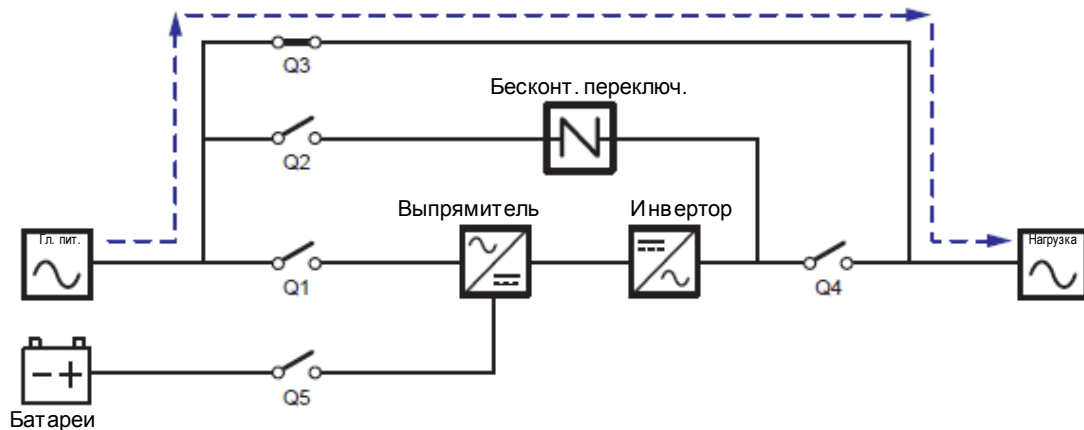 Q3
Бесконт. переключ.
Q2
Выпрямитель
Инвертор
Гл. пит.
Нагрузка
Q1
Q4
Q5
Батареи